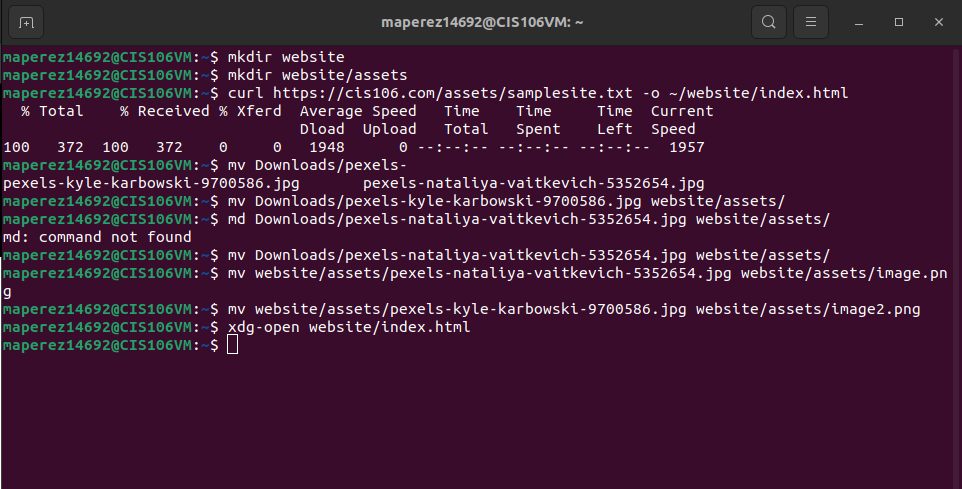 maperez14692@CIS106VM: ~
maperez14692@CIS106VM:~$ mkdir website
maperez14692@CIS106VM:~$ mkdir website/assets
maperez14692@CIS106VM:~$ curl https://cis106.com/assets/samplesite.txt -o ~/website/index.html
  % Total    % Received % Xferd  Average Speed   Time    Time     Time  Current
                                 Dload  Upload   Total   Spent    Left  Speed
100   372  100   372    0     0   1948      0 --:--:-- --:--:-- --:--:--  1957
maperez14692@CIS106VM:~$ mv Downloads/pexels-
pexels-kyle-karbowski-9700586.jpg       pexels-nataliya-vaitkevich-5352654.jpg
maperez14692@CIS106VM:~$ mv Downloads/pexels-kyle-karbowski-9700586.jpg website/assets/
maperez14692@CIS106VM:~$ md Downloads/pexels-nataliya-vaitkevich-5352654.jpg website/assets/
md: command not found
maperez14692@CIS106VM:~$ mv Downloads/pexels-nataliya-vaitkevich-5352654.jpg website/assets/
maperez14692@CIS106VM:~$ mv website/assets/pexels-nataliya-vaitkevich-5352654.jpg website/assets/image.pn
g
maperez14692@CIS106VM:~$ mv website/assets/pexels-kyle-karbowski-9700586.jpg website/assets/image2.png
maperez14692@CIS106VM:~$ xdg-open website/index.html
maperez14692@CIS106VM:~$